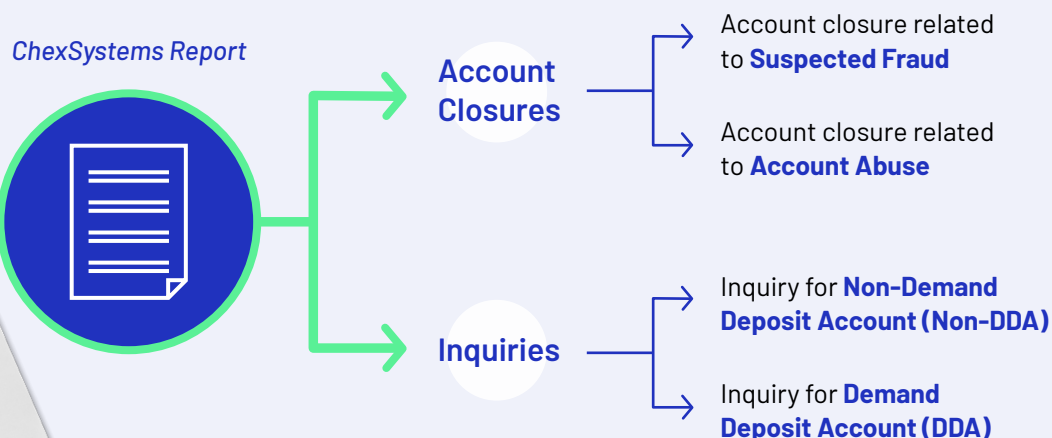 ChexSystems Report
Account
Closures
Account closure related
to Suspected Fraud
Account closure related
to Account Abuse
Inquiries
Inquiry for Non-Demand
Deposit Account (Non-DDA)
Inquiry for Demand
Deposit Account (DDA)